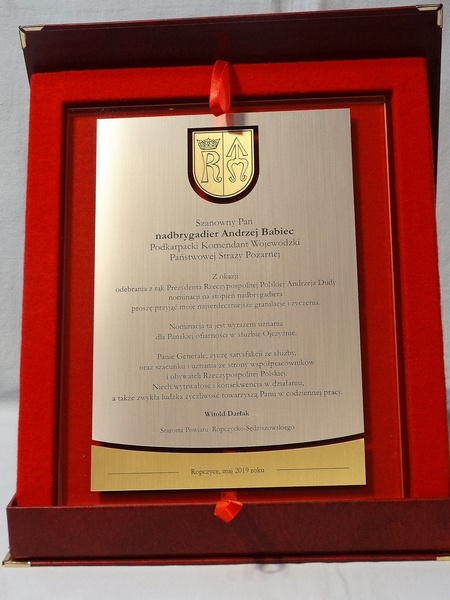 R
Szanowny Pan
nadbrygadier Andrzej Babiec
Podkarpacki Komendant Wojewódzki
Państwowej Straży Pożarnej
Z okazji
odebrania z rąk Prezydenta Rzeczypospolitej Polskiej Andrzeja Dudy
nominacji na stopień nadbrygadiera
proszę przyjąć moje najserdeczniejsze gratulacje i życzenia.
Nominacja ta jest wyrazem uznania
dla Pańskiej ofiarności w służbie Ojczyźnie.
Panie Generale, życzę satysfakcji ze służby,
oraz szacunku i uznania ze strony współpracowników
i obywateli Rzeczypospolitej Polskiej.
Niech wytrwałość i konsekwencja w działaniu,
a także zwykła ludzka życzliwość towarzyszą Panu w codziennej pracy.
Witold Darłak
Starosta Powiatu Ropczycko-Sędziszowskiego
Ropczyce, maj 2019 roku